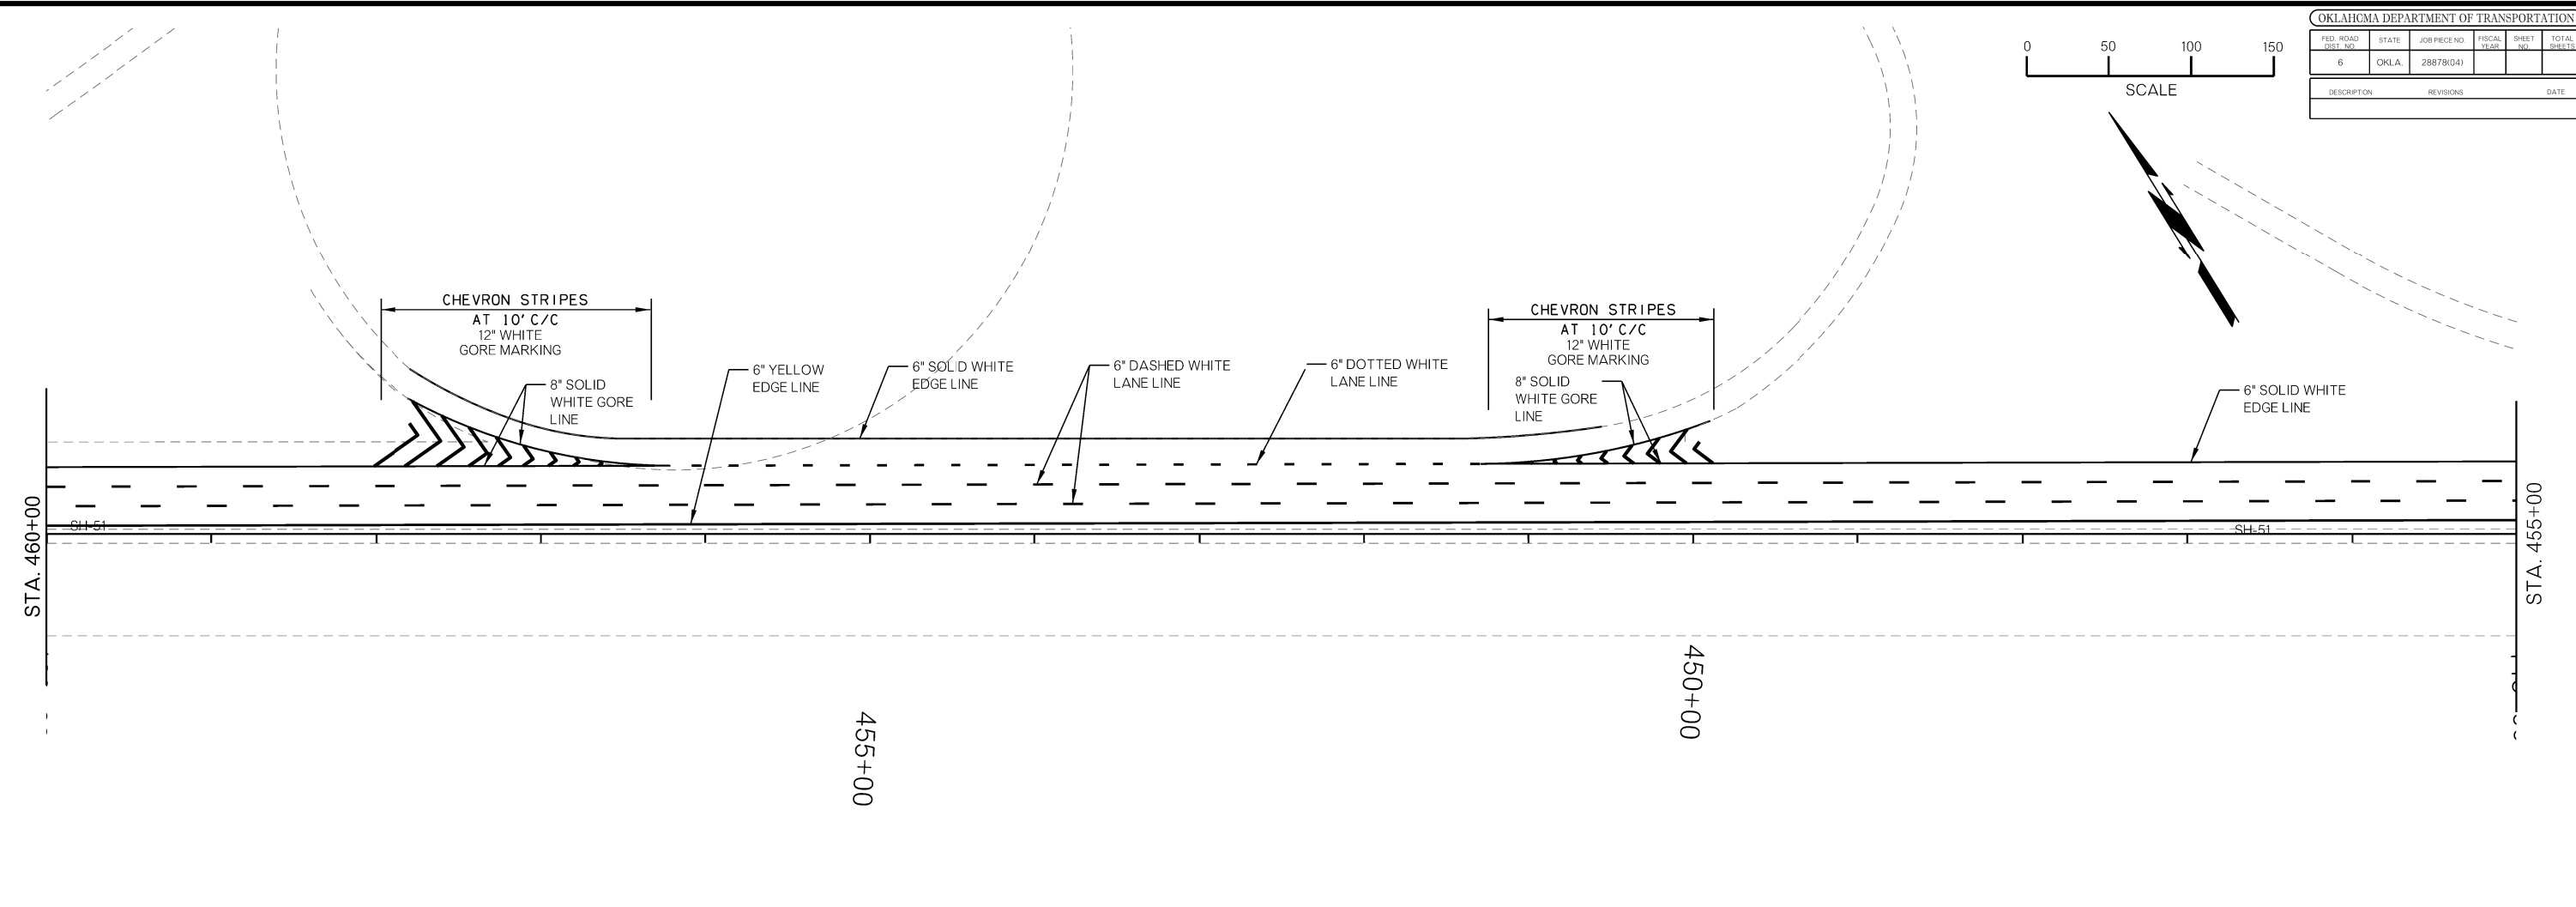 OKLAHOMA DEPARTMENT OF TRANSPORTATION
FED. ROAD DIST. NO. STATE JOB PIECE NO. FISCAL YEAR SHEET NO. TOTAL SHEETS
6 OKLA. 28878(04)
DESCRIPTION REVISIONS DATE
0 50 100 150
SCALE
CHEVRON STRIPES
AT 10' C/C
12" WHITE
GORE MARKING
8" SOLID
WHITE GORE
LINE
6" YELLOW
EDGE LINE
6" SOLID WHITE
EDGE LINE
6" DASHED WHITE
LANE LINE
6" DOTTED WHITE
LANE LINE
CHEVRON STRIPES
AT 10' C/C
12" WHITE
GORE MARKING
8" SOLID
WHITE GORE
LINE
6" SOLID WHITE
EDGE LINE
STA. 460+00
SH-51
SH-51
STA. 455+00
455+00
450+00